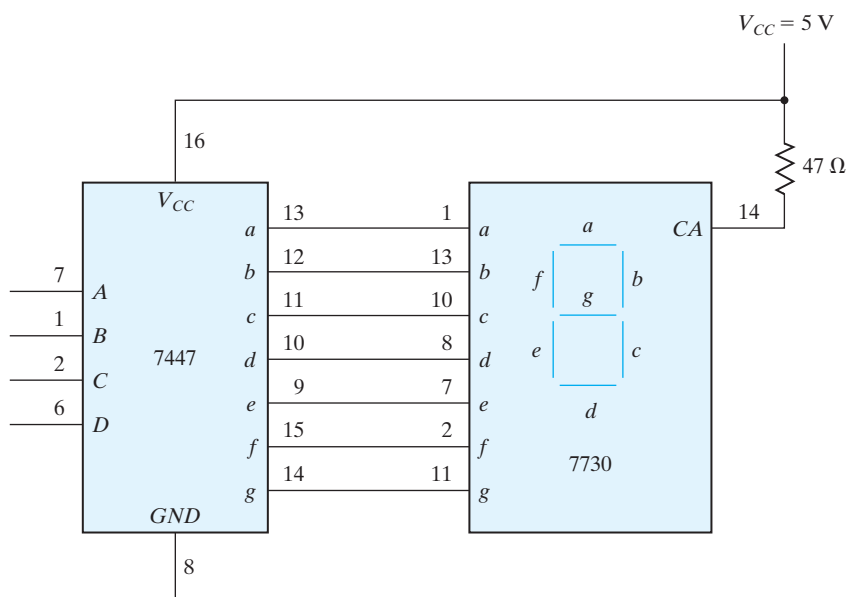 V_CC = 5 V
16
47 Ω
V_CC
14
a 13 1 a
CA
a
b 12 13 b
f b
7 A
g
c 11 10 c
1 B
7447
d 10 8 d
e c
2 C
e 9 7 e
6 D
d
f 15 2 f
7730
g 14 11 g
GND
8